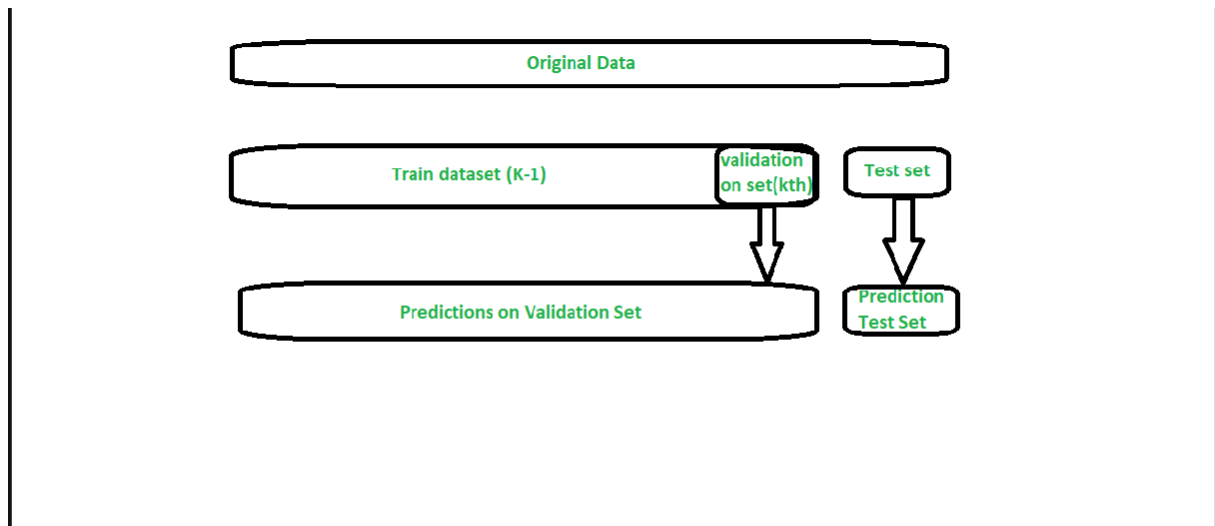 Original Data
Train dataset (K-1)
validation
on set(kth)
Test set
Predictions on Validation Set
Prediction
Test Set